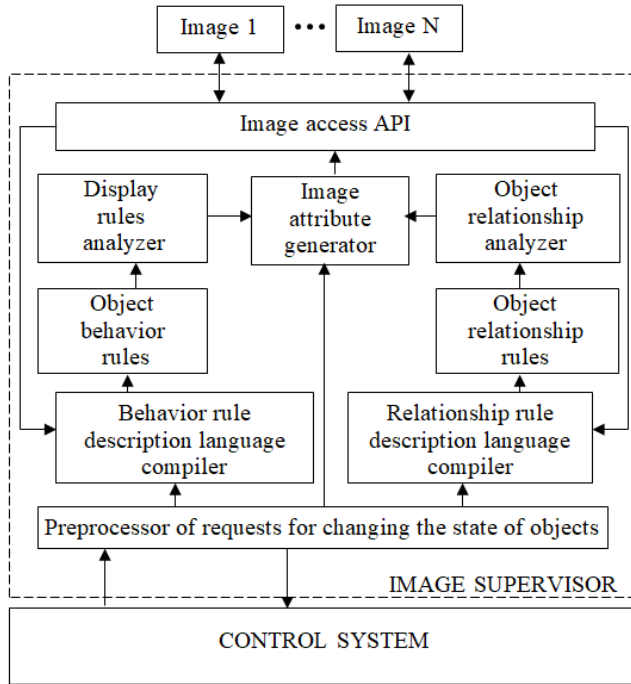 Image 1
•••
Image N
Image access API
Display
rules
analyzer
Image
attribute
generator
Object
relationship
analyzer
Object
behavior
rules
Object
relationship
rules
Behavior rule
description language
compiler
Relationship rule
description language
compiler
Preprocessor of requests for changing the state of objects
IMAGE SUPERVISOR
CONTROL SYSTEM